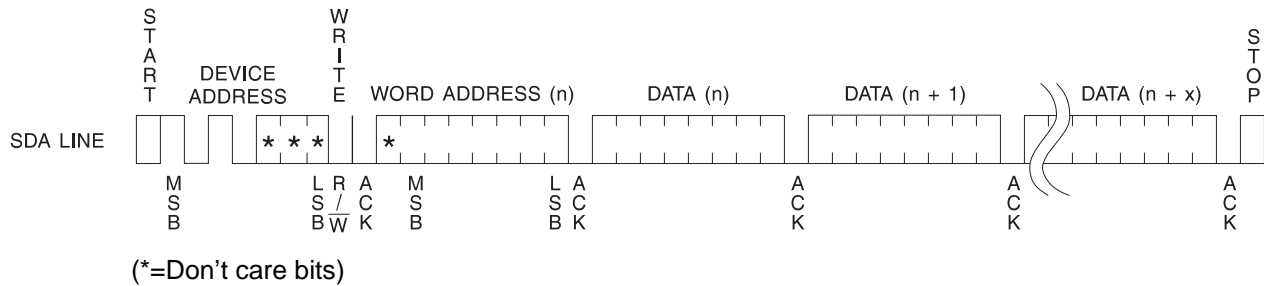 START
WRITE
STOP
DEVICE
ADDRESS
WORD ADDRESS (n)
DATA (n)
DATA (n + 1)
DATA (n + x)
SDA LINE
* * *
*
MSB
LSB
R/W
ACK
MSB
LSB
ACK
ACK
ACK
ACK
(*=Don't care bits)